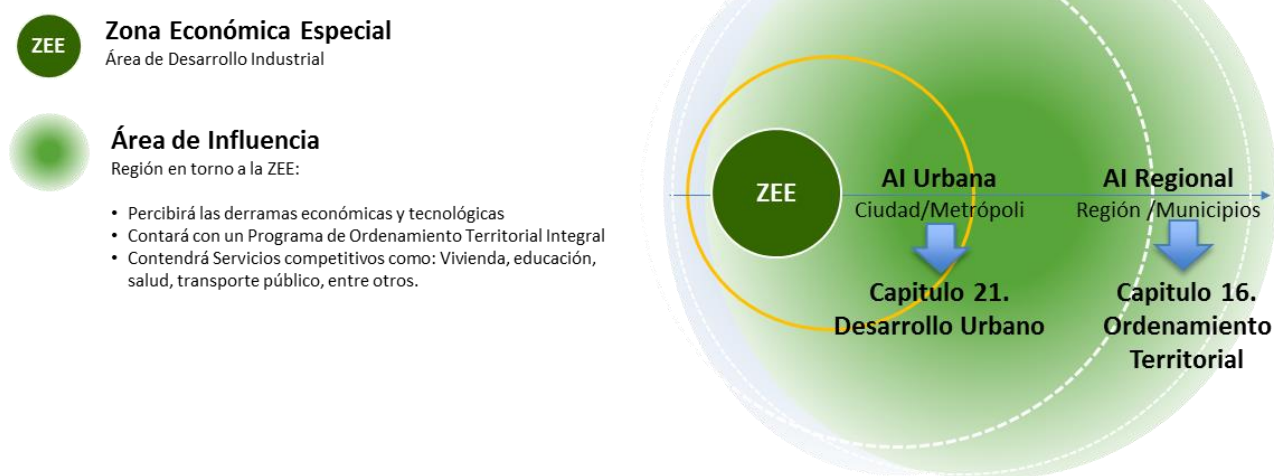 ZEE
Zona Económica Especial
Área de Desarrollo Industrial
Área de Influencia
Región en torno a la ZEE:
• Percibirá las derramas económicas y tecnológicas
• Contará con un Programa de Ordenamiento Territorial Integral
• Contendrá Servicios competitivos como: Vivienda, educación,
salud, transporte público, entre otros.
ZEE
AI Urbana
Ciudad/Metrópoli
Capitulo 21.
Desarrollo Urbano
AI Regional
Región /Municipios
Capitulo 16.
Ordenamiento
Territorial